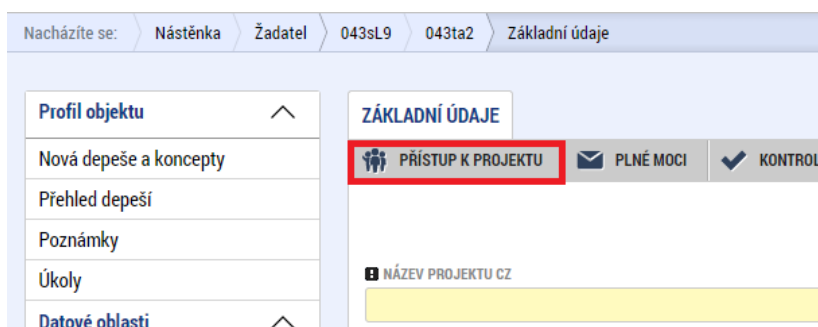 Nacházíte se: Nástěnka Žadatel 043sL9 043ta2 Základní údaje
Profil objektu
Nová depeše a koncepty
Přehled depeší
Poznámky
Úkoly
Datové oblasti
ZÁKLADNÍ ÚDAJE
PŘÍSTUP K PROJEKTU PLNÉ MOCI KONTROL
NÁZEV PROJEKTU CZ